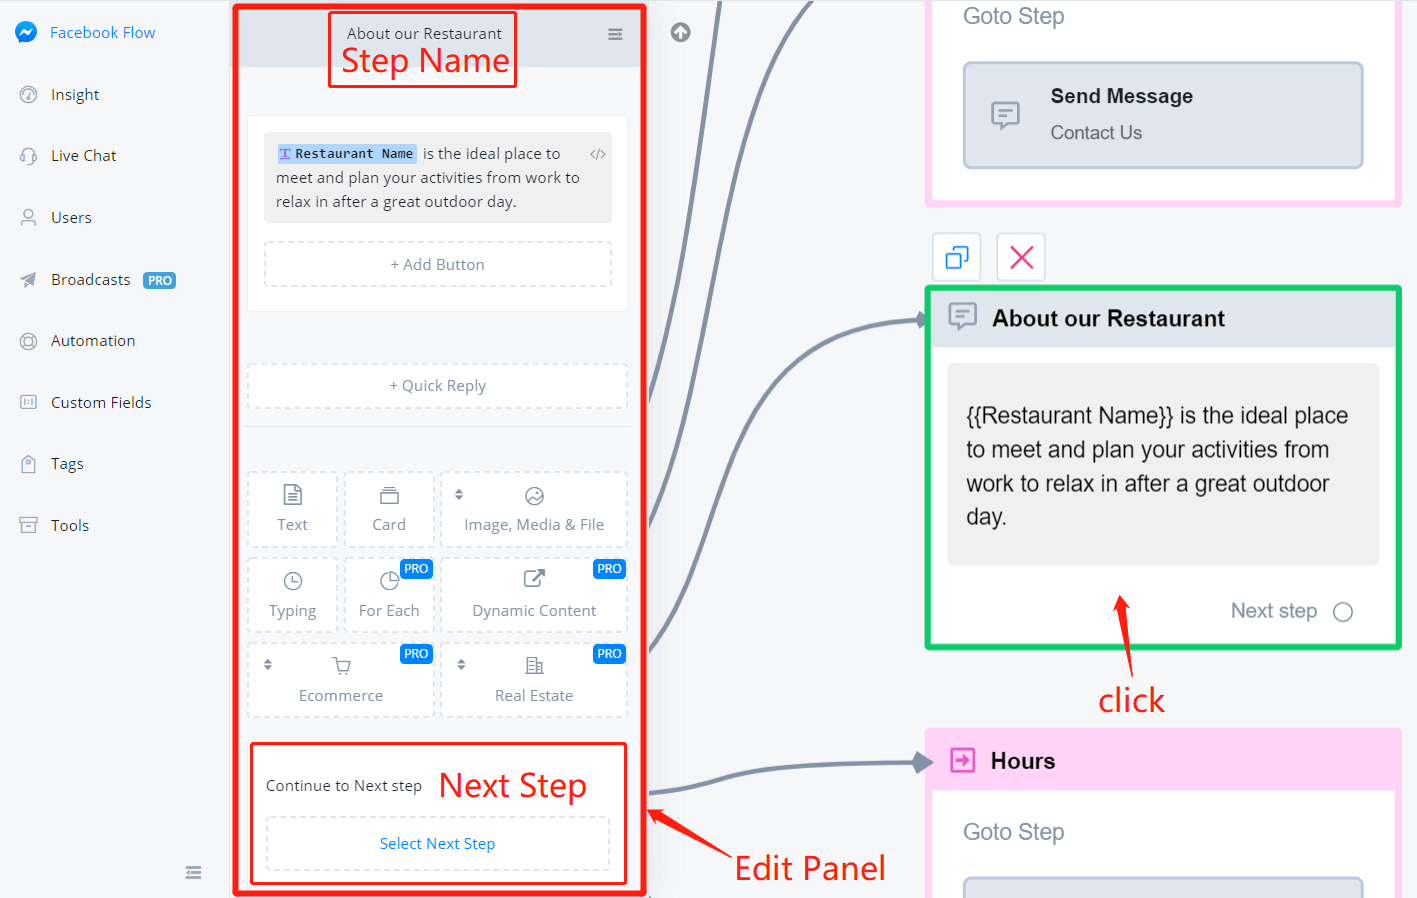 Facebook Flow
Insight
Live Chat
Users
Broadcasts PRO
Automation
Custom Fields
Tags
Tools
About our Restaurant
Step Name
T Restaurant Name is the ideal place to </>
meet and plan your activities from work to
relax in after a great outdoor day.
+ Add Button
+ Quick Reply
Text
Card
Image, Media & File
Typing
PRO
For Each
PRO
Dynamic Content
PRO
Ecommerce
PRO
Real Estate
Continue to Next step
Next Step
Select Next Step
Edit Panel
Goto Step
Send Message
Contact Us
About our Restaurant
{{Restaurant Name}} is the ideal place
to meet and plan your activities from
work to relax in after a great outdoor
day.
Next step
click
Hours
Goto Step